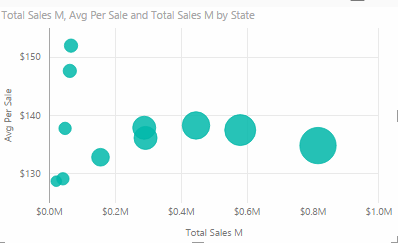 Total Sales M, Avg Per Sale and Total Sales M by State
$150
$140
$130
Avg Per Sale
$0.0M $0.2M $0.4M $0.6M $0.8M $1.0M
Total Sales M